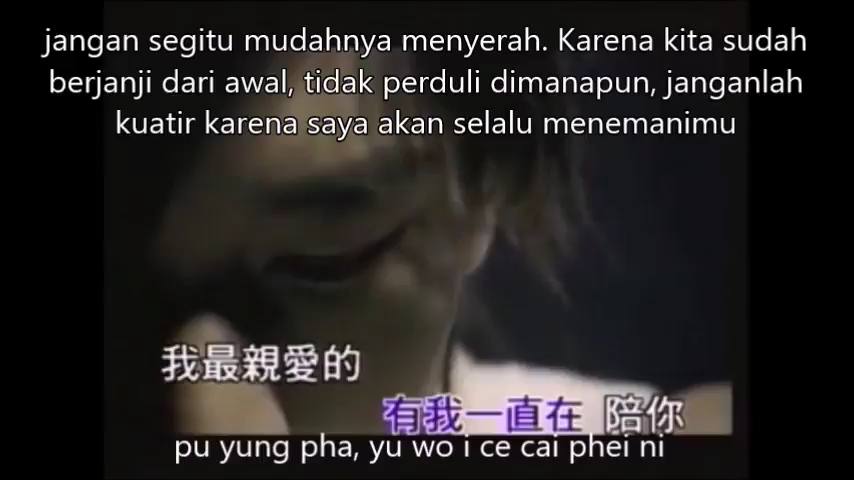 jangan segitu mudahnya menyerah. Karena kita sudah
berjanji dari awal, tidak perduli dimanapun, janganlah
kuatir karena saya akan selalu menemanimu
我最親愛的
有我一直在 陪你
pu yung pha, yu wo i ce cai phei ni